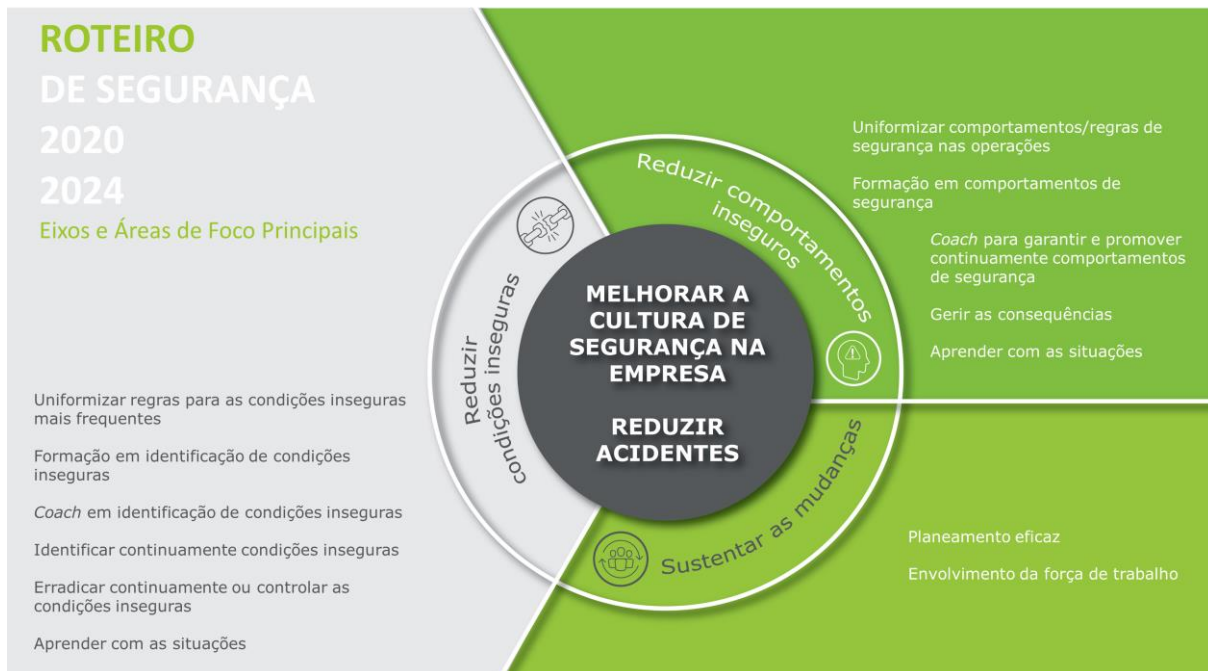 ROTEIRO
DE SEGURANÇA
2020
2024
Eixos e Áreas de Foco Principais
Reduzir
condições inseguras
Uniformizar regras para as condições inseguras
mais frequentes
Formação em identificação de condições
inseguras
Coach em identificação de condições inseguras
Identificar continuamente condições inseguras
Erradicar continuamente ou controlar as
condições inseguras
Aprender com as situações
MELHORAR A
CULTURA DE
SEGURANÇA NA
EMPRESA
REDUZIR
ACIDENTES
Reduzir comportamentos
inseguros
Uniformizar comportamentos/regras de
segurança nas operações
Formação em comportamentos de
segurança
Coach para garantir e promover
continuamente comportamentos
de segurança
Gerir as consequências
Aprender com as situações
Sustentar as mudanças
Planeamento eficaz
Envolvimento da força de trabalho